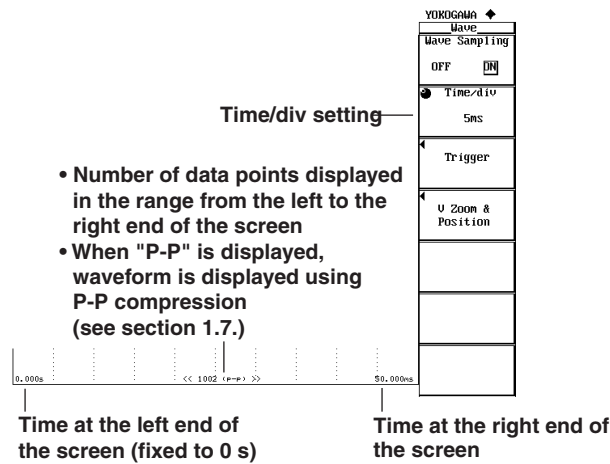 YOKOGAWA ◆
Wave
Wave Sampling
OFF ON
Time/div
5ms
Trigger
V Zoom &
Position
Time/div setting
• Number of data points displayed
in the range from the left to the
right end of the screen
• When "P-P" is displayed,
waveform is displayed using
P-P compression
(see section 1.7.)
0.000s << 1002 (P-P) >> 50.000ms
Time at the left end of
the screen (fixed to 0 s)
Time at the right end of
the screen